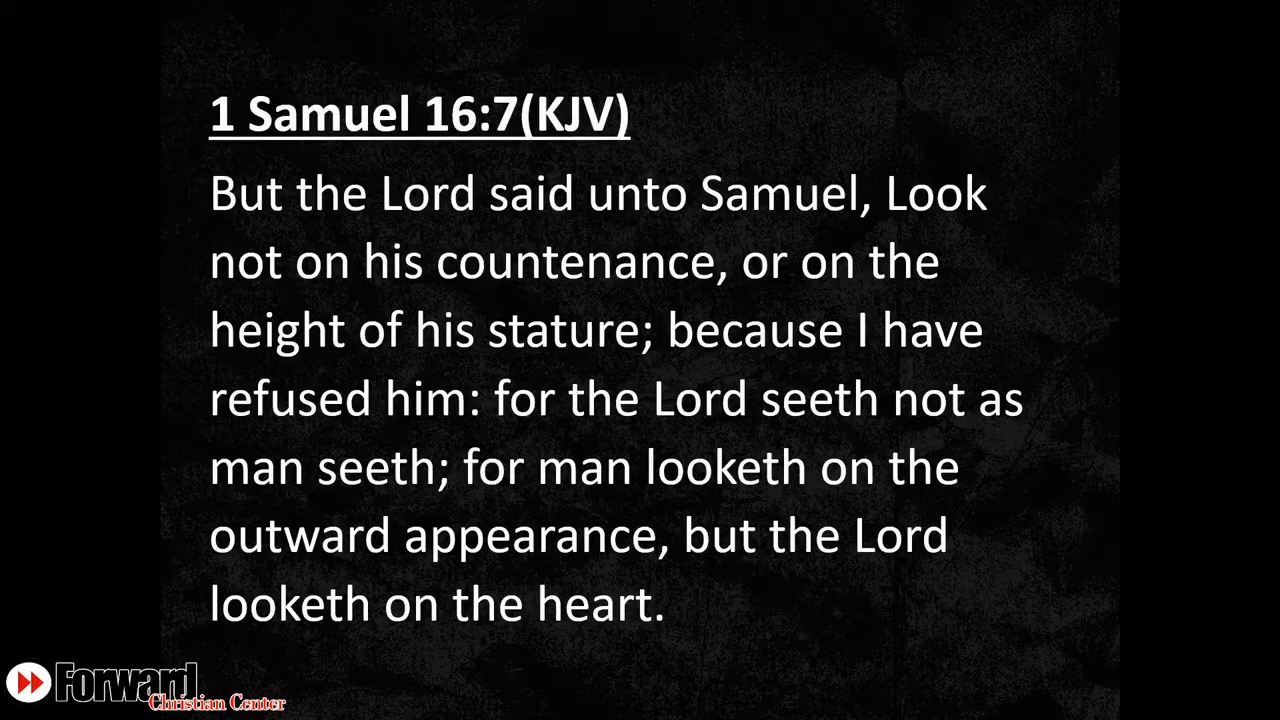 1 Samuel 16:7(KJV)
But the Lord said unto Samuel, Look
not on his countenance, or on the
height of his stature; because I have
refused him: for the Lord seeth not as
man seeth; for man looketh on the
outward appearance, but the Lord
looketh on the heart.
Forward
Christian Center